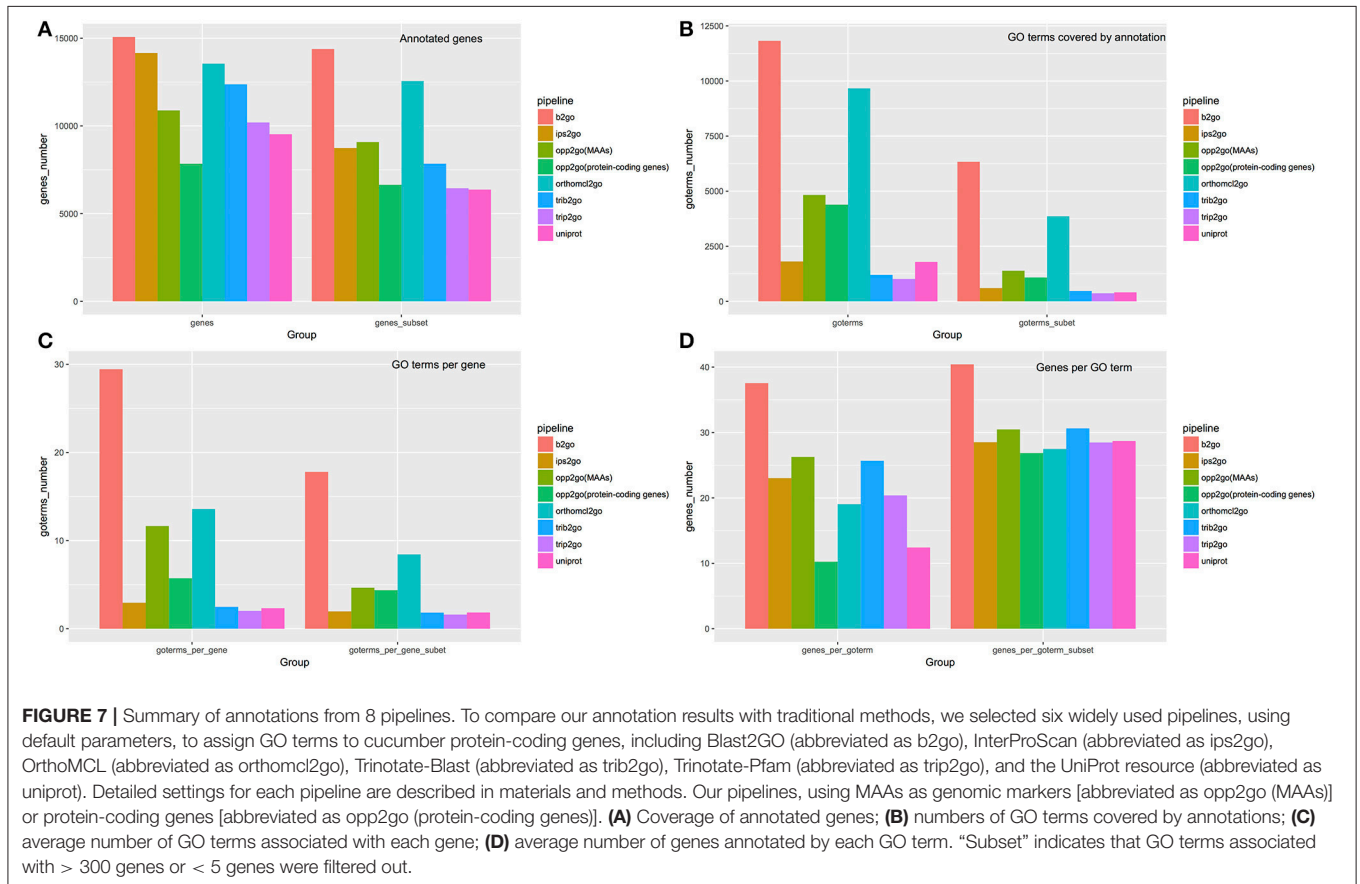 A
Annotated genes
15000
10000
5000
0
genes_number
genes
genes_subset
Group
pipeline
b2go
ips2go
opp2go(MAAs)
opp2go(protein-coding genes)
orthomcl2go
trib2go
trip2go
uniprot
B
GO terms covered by annotation
12500
10000
7500
5000
2500
0
goterms_number
goterms
goterms_subet
Group
pipeline
b2go
ips2go
opp2go(MAAs)
opp2go(protein-coding genes)
orthomcl2go
trib2go
trip2go
uniprot
C
GO terms per gene
30
20
10
0
goterms_number
goterms_per_gene
goterms_per_gene_subet
Group
pipeline
b2go
ips2go
opp2go(MAAs)
opp2go(protein-coding genes)
orthomcl2go
trib2go
trip2go
uniprot
D
Genes per GO term
40
30
20
10
0
genes_number
genes_per_goterm
genes_per_goterm_subset
Group
pipeline
b2go
ips2go
opp2go(MAAs)
opp2go(protein-coding genes)
orthomcl2go
trib2go
trip2go
uniprot
FIGURE 7 | Summary of annotations from 8 pipelines. To compare our annotation results with traditional methods, we selected six widely used pipelines, using
default parameters, to assign GO terms to cucumber protein-coding genes, including Blast2GO (abbreviated as b2go), InterProScan (abbreviated as ips2go),
OrthoMCL (abbreviated as orthomcl2go), Trinotate-Blast (abbreviated as trib2go), Trinotate-Pfam (abbreviated as trip2go), and the UniProt resource (abbreviated as
uniprot). Detailed settings for each pipeline are described in materials and methods. Our pipelines, using MAAs as genomic markers [abbreviated as opp2go (MAAs)]
or protein-coding genes [abbreviated as opp2go (protein-coding genes)]. (A) Coverage of annotated genes; (B) numbers of GO terms covered by annotations; (C)
average number of GO terms associated with each gene; (D) average number of genes annotated by each GO term. “Subset” indicates that GO terms associated
with > 300 genes or < 5 genes were filtered out.